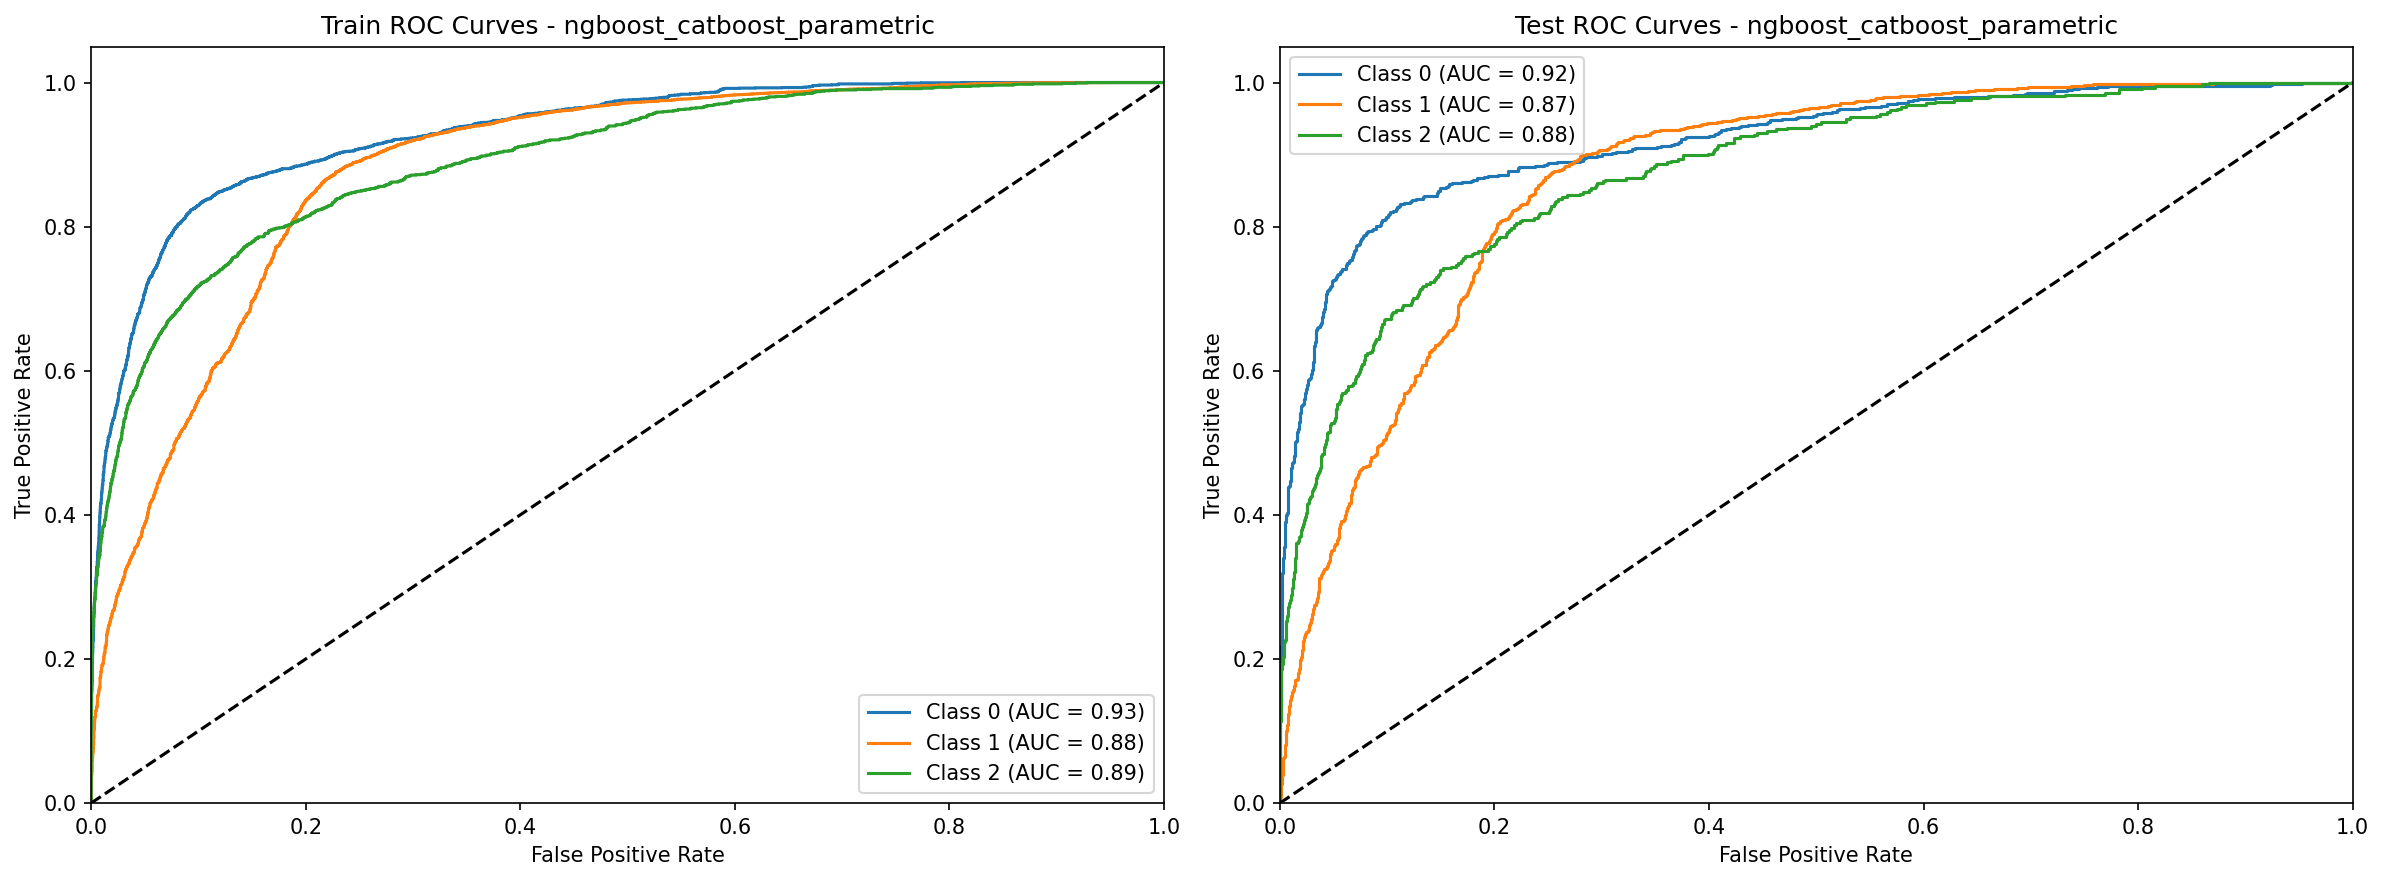 Train ROC Curves - ngboost_catboost_parametric
True Positive Rate
1.0
0.8
0.6
0.4
0.2
0.0
Class 0 (AUC = 0.93)
Class 1 (AUC = 0.88)
Class 2 (AUC = 0.89)
0.0 0.2 0.4 0.6 0.8 1.0
False Positive Rate
Test ROC Curves - ngboost_catboost_parametric
Class 0 (AUC = 0.92)
Class 1 (AUC = 0.87)
Class 2 (AUC = 0.88)
True Positive Rate
1.0
0.8
0.6
0.4
0.2
0.0
0.0 0.2 0.4 0.6 0.8 1.0
False Positive Rate